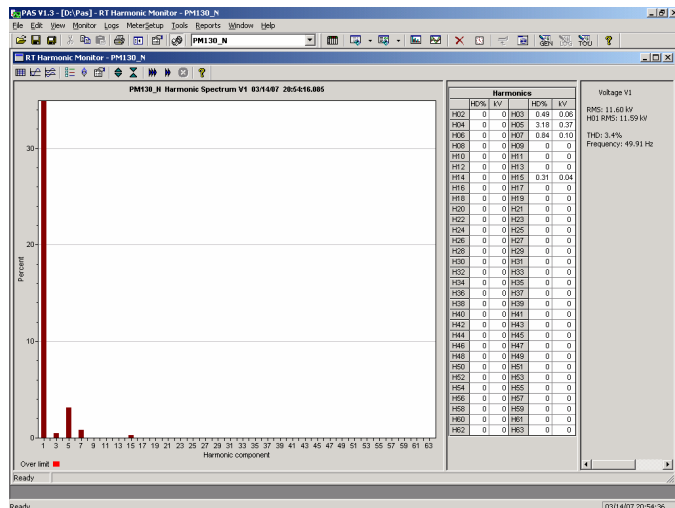 PAS V1.3 - [D:\Pas] - RT Harmonic Monitor - PM130_N
File Edit View Monitor Logs MeterSetup Tools Reports Window Help
PM130_N
GEN
LOG
TOU
RT Harmonic Monitor - PM130_N
PM130_N Harmonic Spectrum V1 03/14/07 20:54:16.085
30
20
10
0
Percent
1 3 5 7 9 11 13 15 17 19 21 23 25 27 29 31 33 35 37 39 41 43 45 47 49 51 53 55 57 59 61 63
Harmonic component
Over limit
Harmonics
HD% kV HD% kV
H02 0 0 H03 0.49 0.06
H04 0 0 H05 3.18 0.37
H06 0 0 H07 0.84 0.10
H08 0 0 H09 0 0
H10 0 0 H11 0 0
H12 0 0 H13 0 0
H14 0 0 H15 0.31 0.04
H16 0 0 H17 0 0
H18 0 0 H19 0 0
H20 0 0 H21 0 0
H22 0 0 H23 0 0
H24 0 0 H25 0 0
H26 0 0 H27 0 0
H28 0 0 H29 0 0
H30 0 0 H31 0 0
H32 0 0 H33 0 0
H34 0 0 H35 0 0
H36 0 0 H37 0 0
H38 0 0 H39 0 0
H40 0 0 H41 0 0
H42 0 0 H43 0 0
H44 0 0 H45 0 0
H46 0 0 H47 0 0
H48 0 0 H49 0 0
H50 0 0 H51 0 0
H52 0 0 H53 0 0
H54 0 0 H55 0 0
H56 0 0 H57 0 0
H58 0 0 H59 0 0
H60 0 0 H61 0 0
H62 0 0 H63 0 0
Voltage V1
RMS: 11.60 kV
H01 RMS: 11.59 kV
THD: 3.4%
Frequency: 49.91 Hz
Ready
Ready
03/14/07 20:54:36